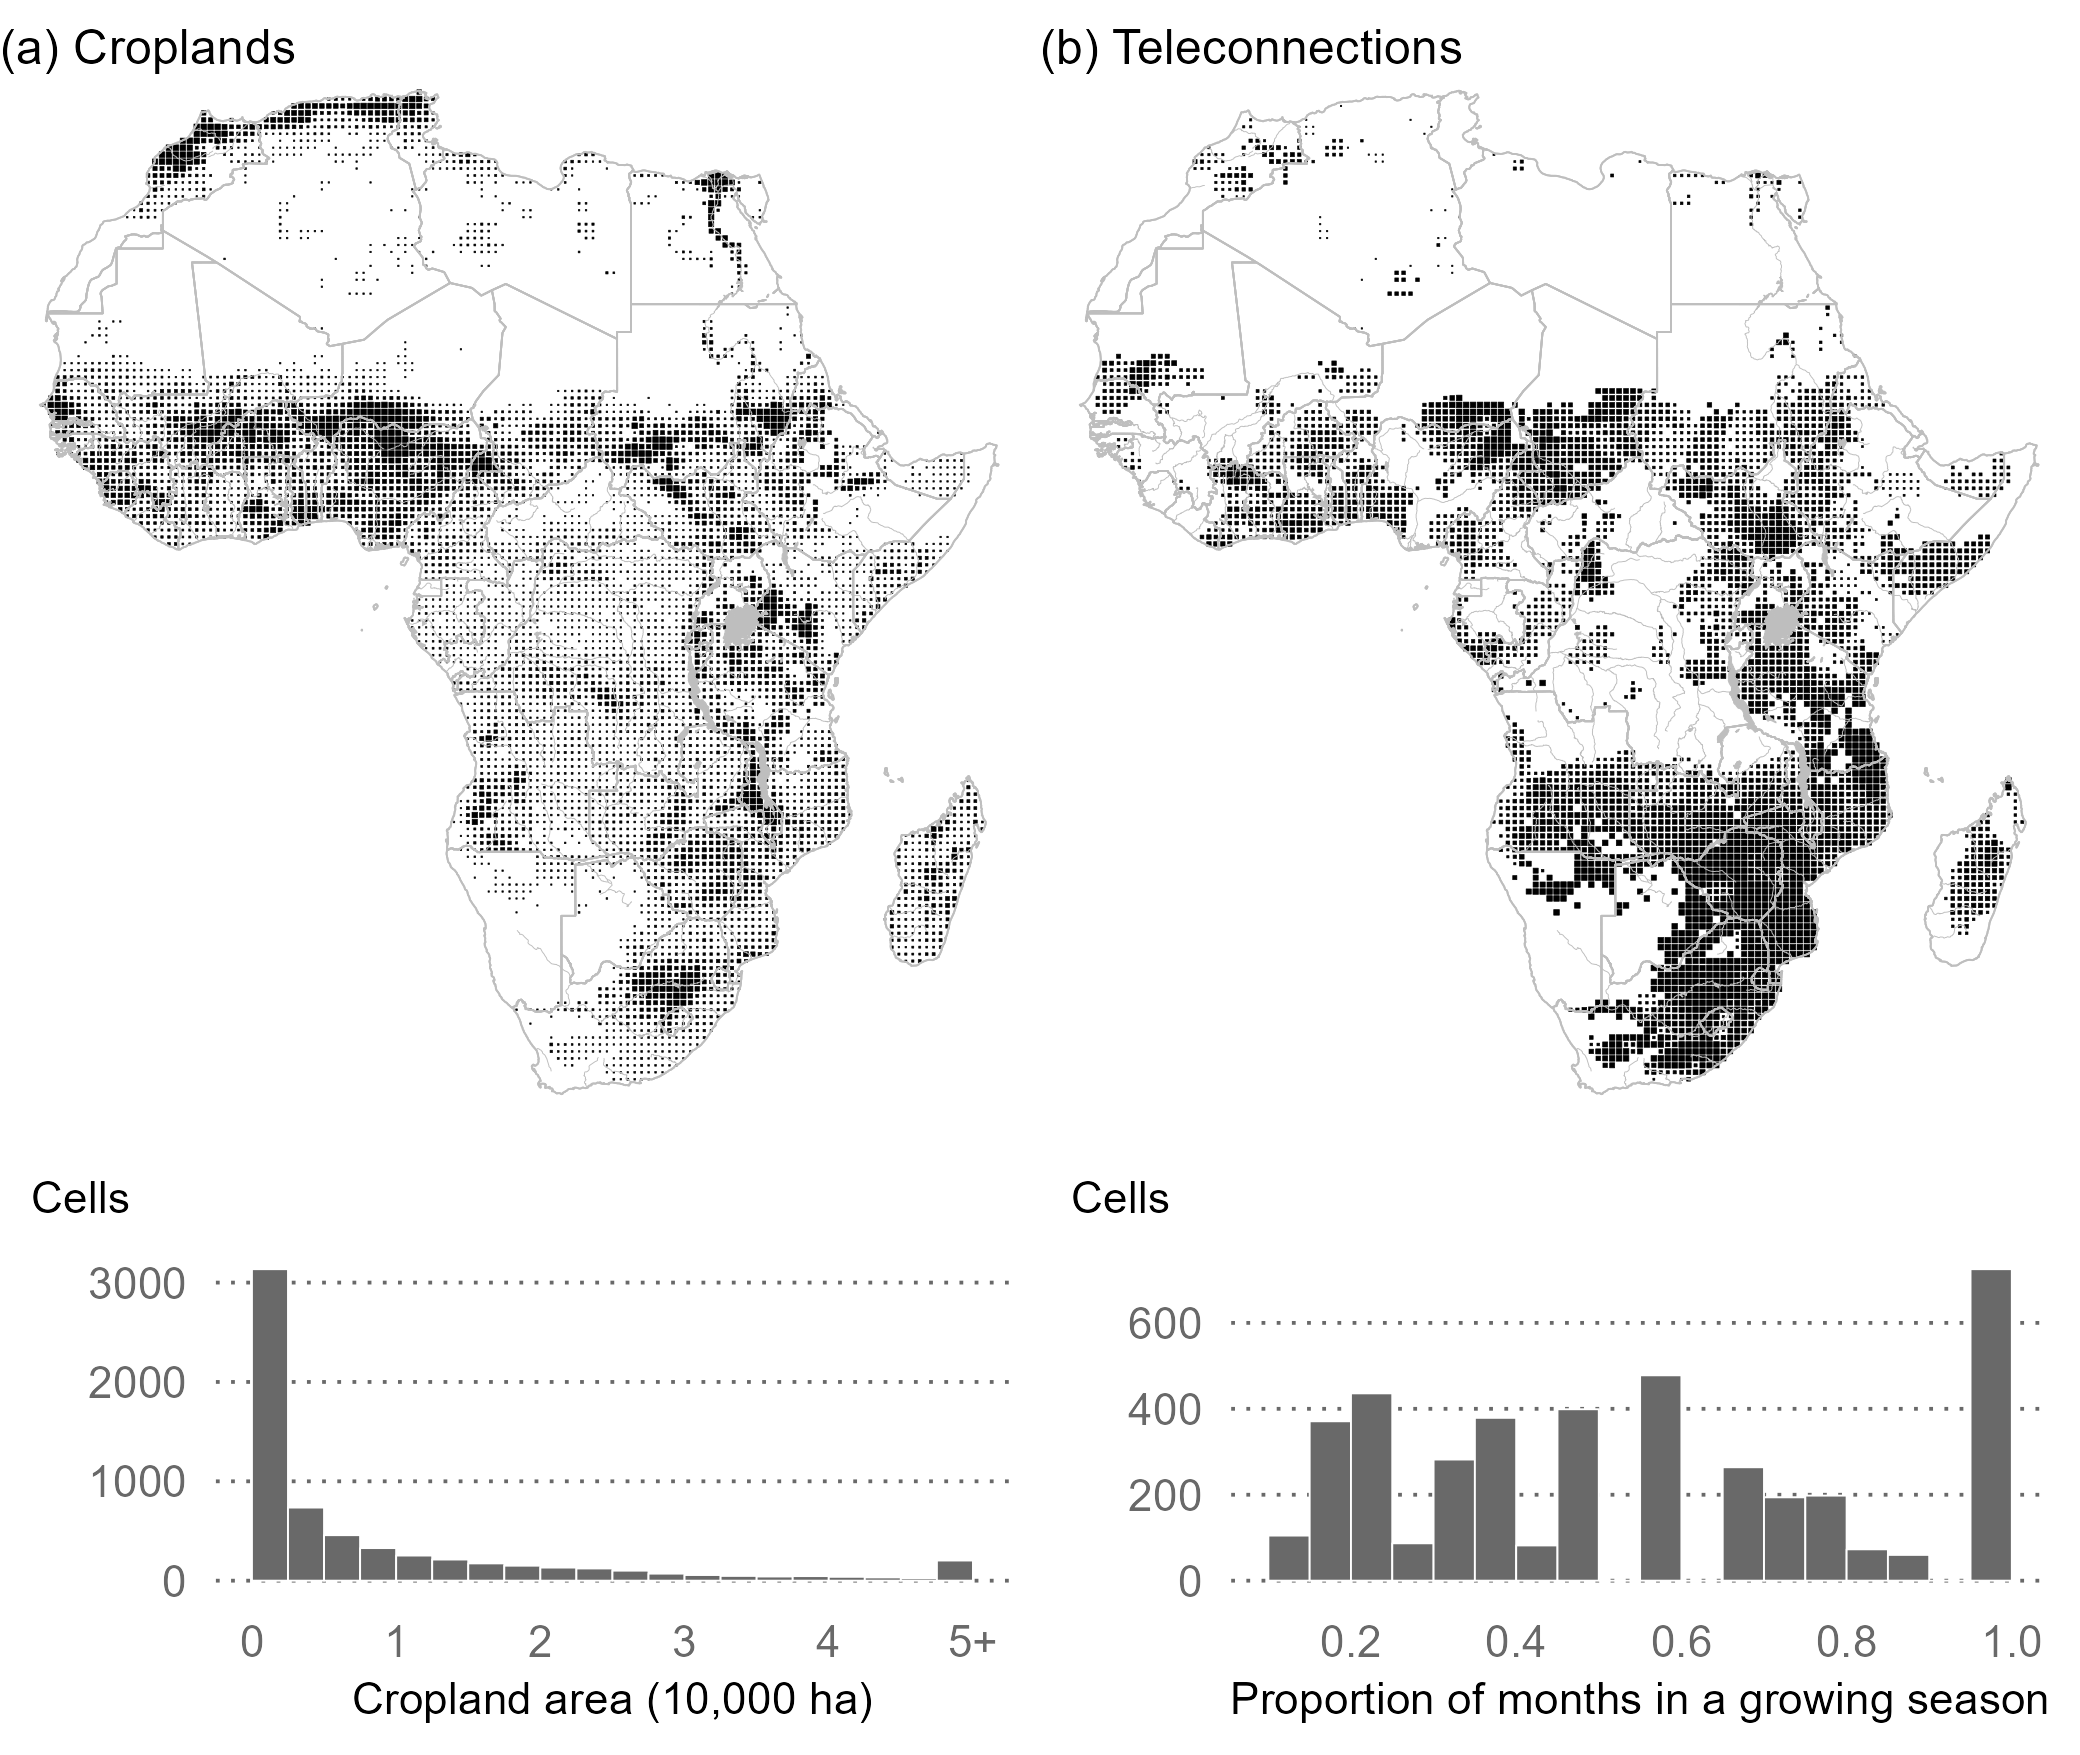 (a) Croplands
(b) Teleconnections
Cells
3000
2000
1000
0
0 1 2 3 4 5+
Cropland area (10,000 ha)
Cells
600
400
200
0
0.2 0.4 0.6 0.8 1.0
Proportion of months in a growing season